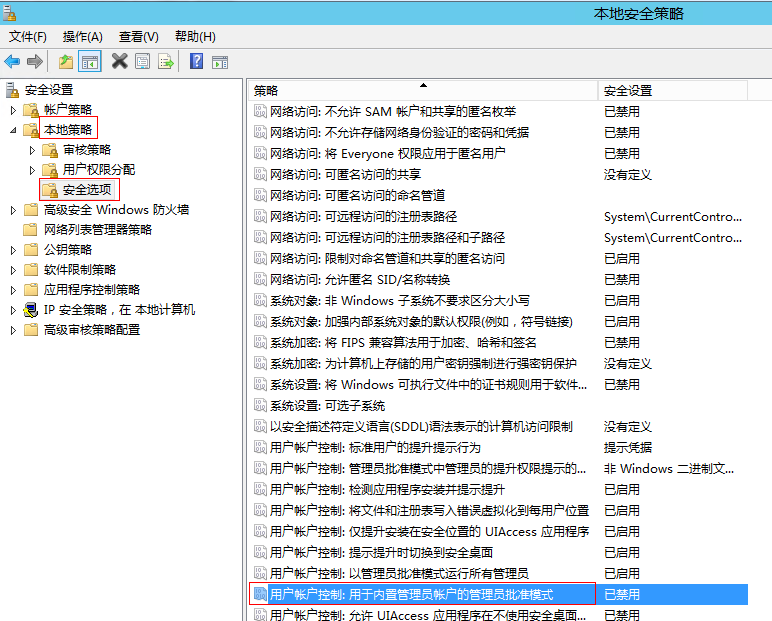 本地安全策略
文件(F) 操作(A) 查看(V) 帮助(H)
安全设置
帐户策略
本地策略
审核策略
用户权限分配
安全选项
高级安全 Windows 防火墙
网络列表管理器策略
公钥策略
软件限制策略
应用程序控制策略
IP 安全策略，在 本地计算机
高级审核策略配置
策略 安全设置
网络访问: 不允许 SAM 帐户和共享的匿名枚举 已禁用
网络访问: 不允许存储网络身份验证的密码和凭据 已禁用
网络访问: 将 Everyone 权限应用于匿名用户 已禁用
网络访问: 可匿名访问的共享 没有定义
网络访问: 可匿名访问的命名管道
网络访问: 可远程访问的注册表路径 System\CurrentContro...
网络访问: 可远程访问的注册表路径和子路径 System\CurrentContro...
网络访问: 限制对命名管道和共享的匿名访问 已启用
网络访问: 允许匿名 SID/名称转换 已禁用
系统对象: 非 Windows 子系统不要求区分大小写 已启用
系统对象: 加强内部系统对象的默认权限(例如，符号链接) 已启用
系统加密: 将 FIPS 兼容算法用于加密、哈希和签名 已禁用
系统加密: 为计算机上存储的用户密钥强制进行强密钥保护 没有定义
系统设置: 将 Windows 可执行文件中的证书规则用于软件... 已禁用
系统设置: 可选子系统
以安全描述符定义语言(SDDL)语法表示的计算机访问限制 没有定义
用户帐户控制: 标准用户的提升提示行为 提示凭据
用户帐户控制: 管理员批准模式中管理员的提升权限提示的... 非 Windows 二进制文...
用户帐户控制: 检测应用程序安装并提示提升 已启用
用户帐户控制: 将文件和注册表写入错误虚拟化到每用户位置 已启用
用户帐户控制: 仅提升安装在安全位置的 UIAccess 应用程序 已启用
用户帐户控制: 提示提升时切换到安全桌面 已启用
用户帐户控制: 以管理员批准模式运行所有管理员 已启用
用户帐户控制: 用于内置管理员帐户的管理员批准模式 已禁用
用户帐户控制: 允许 UIAccess 应用程序在不使用安全桌面... 已禁用